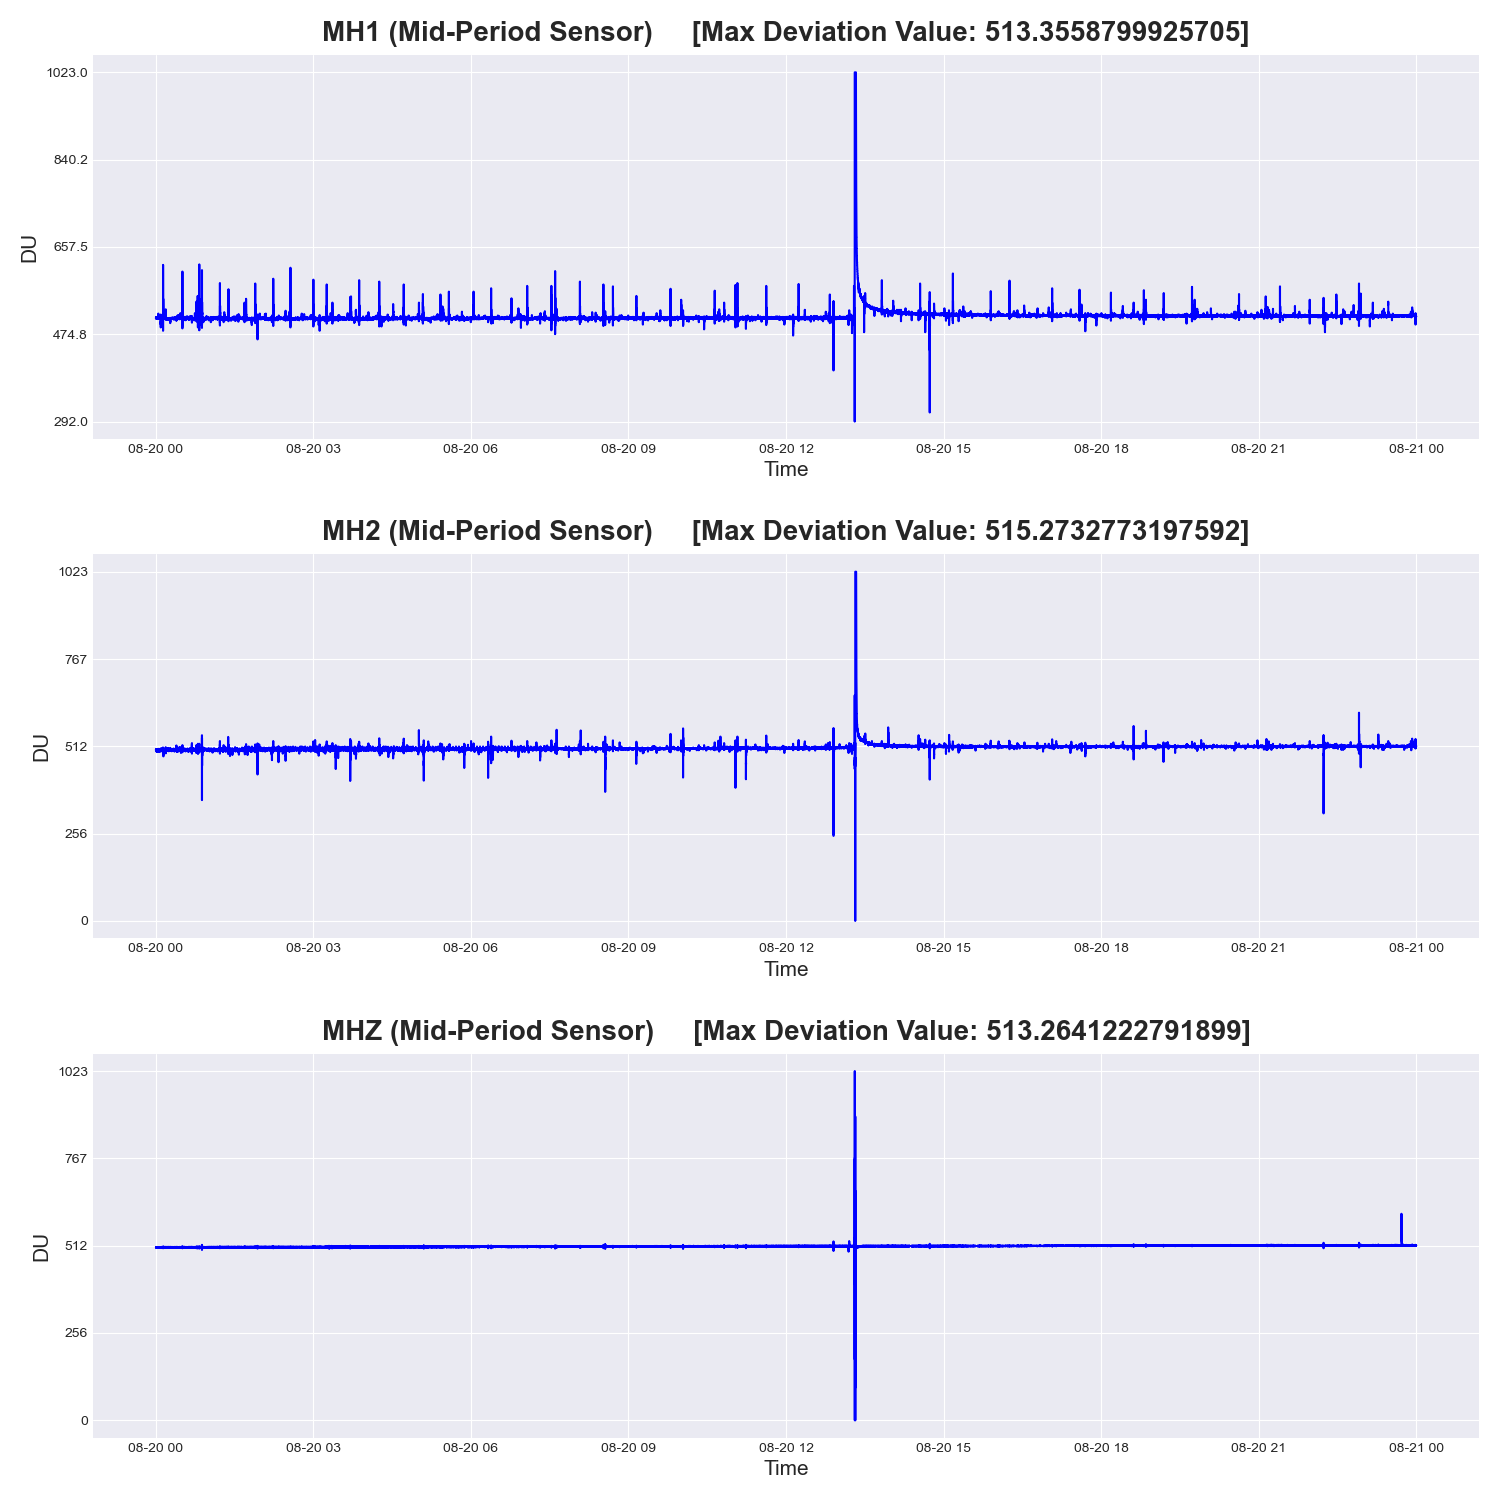 MH1 (Mid-Period Sensor) [Max Deviation Value: 513.3558799925705]
1023.0
840.2
657.5
474.8
292.0
DU
08-20 00 08-20 03 08-20 06 08-20 09 08-20 12 08-20 15 08-20 18 08-20 21 08-21 00
Time
MH2 (Mid-Period Sensor) [Max Deviation Value: 515.2732773197592]
1023
767
512
256
0
DU
08-20 00 08-20 03 08-20 06 08-20 09 08-20 12 08-20 15 08-20 18 08-20 21 08-21 00
Time
MHZ (Mid-Period Sensor) [Max Deviation Value: 513.2641222791899]
1023
767
512
256
0
DU
08-20 00 08-20 03 08-20 06 08-20 09 08-20 12 08-20 15 08-20 18 08-20 21 08-21 00
Time